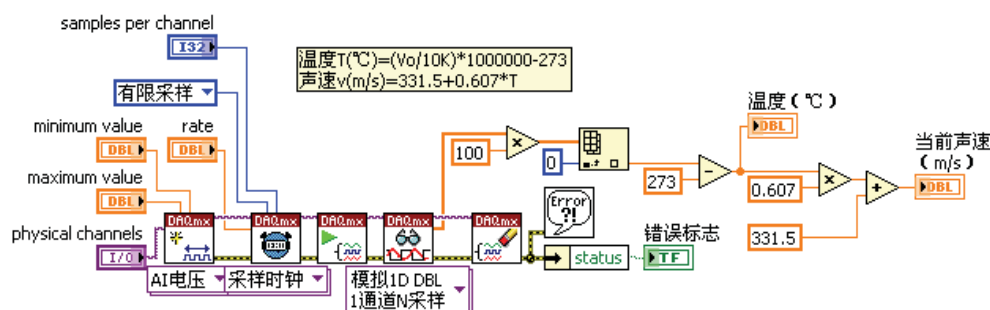 samples per channel
I32
温度T(℃)=(Vo/10K)*1000000-273
声速v(m/s)=331.5+0.607*T
有限采样
minimum value
rate
DBL
DBL
maximum value
DBL
physical channels
I/O
DAQmx
DAQmx
DAQmx
DAQmx
DAQmx
AI电压
采样时钟
模拟1D DBL
1通道N采样
100
×
0
273
-
温度(℃)
DBL
0.607
×
+
331.5
当前声速
(m/s)
DBL
Error
?!
status
错误标志
TF